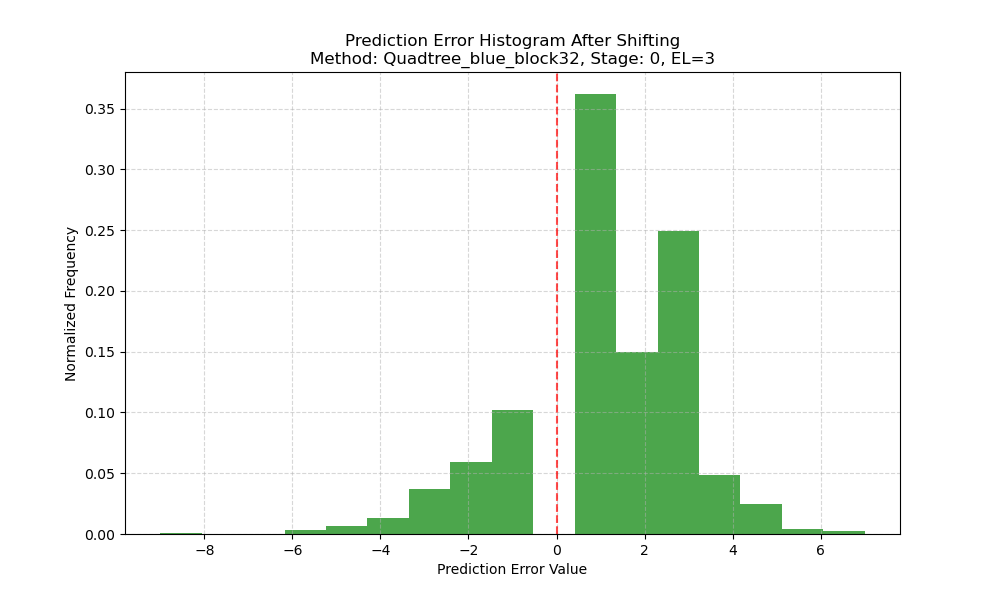 Prediction Error Histogram After Shifting
Method: Quadtree_blue_block32, Stage: 0, EL=3
Normalized Frequency
0.35
0.30
0.25
0.20
0.15
0.10
0.05
0.00
−8 −6 −4 −2 0 2 4 6
Prediction Error Value